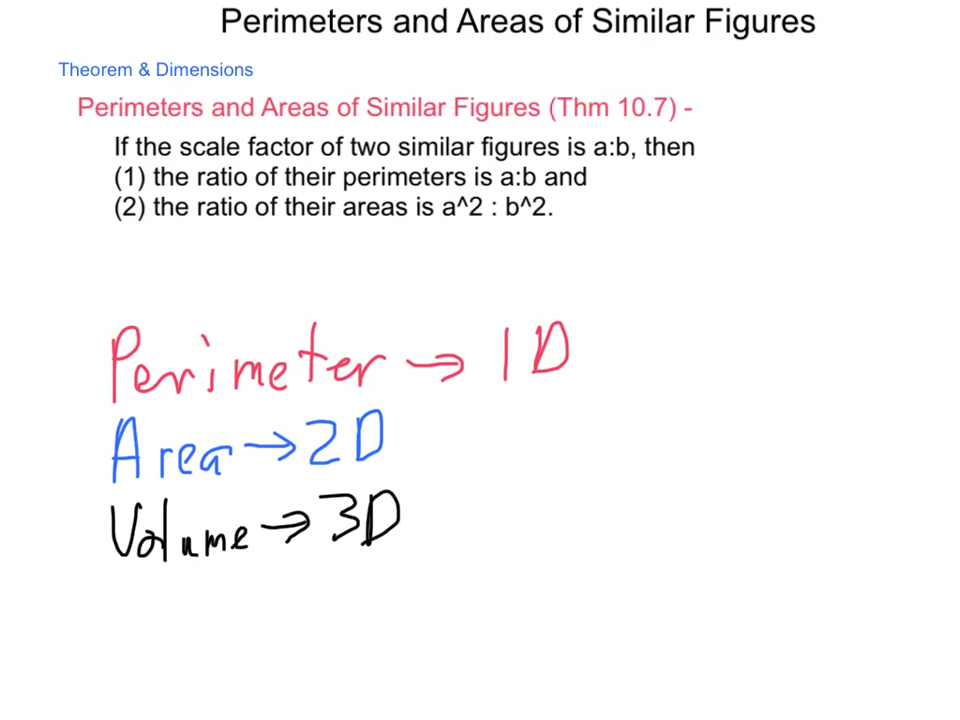 Perimeters and Areas of Similar Figures
Theorem & Dimensions
Perimeters and Areas of Similar Figures (Thm 10.7) -
If the scale factor of two similar figures is a:b, then
(1) the ratio of their perimeters is a:b and
(2) the ratio of their areas is a^2 : b^2.
Perimeter → 1D
Area → 2D
Volume → 3D